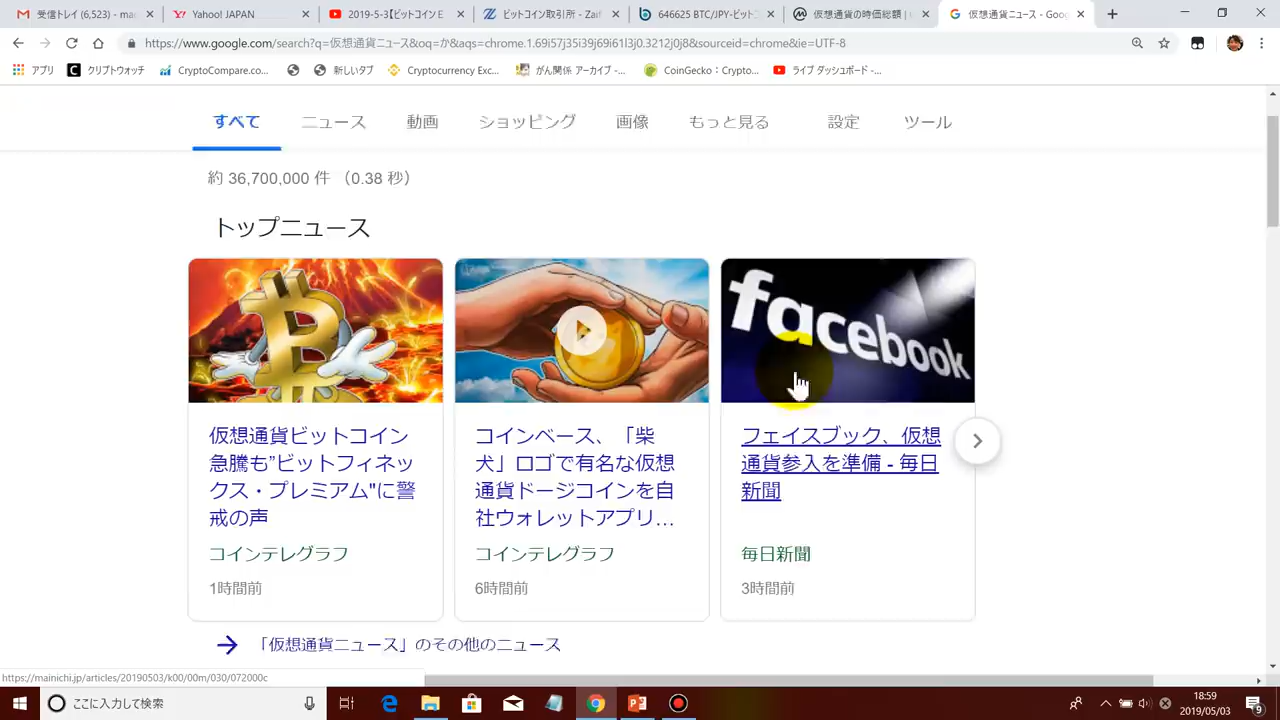 受信トレイ (6,523) - ma
Yahoo! JAPAN
2019-5-3【ビットコイン E
ビットコイン取引所 - Zaif
646625 BTC/JPY-ビット
仮想通貨の時価総額 | U
仮想通貨ニュース - Goog
https://www.google.com/search?q=仮想通貨ニュース&oq=か&aqs=chrome.1.69i57j35i39j69i61l3j0.3212j0j8&sourceid=chrome&ie=UTF-8
アプリ
クリプトウォッチ
CryptoCompare.co...
新しいタブ
Cryptocurrency Exc...
がん関係 アーカイブ -...
CoinGecko：Crypto...
ライブ ダッシュボード -...
すべて
ニュース
動画
ショッピング
画像
もっと見る
設定
ツール
約 36,700,000 件 （0.38 秒）
トップニュース
facebook
仮想通貨ビットコイン
急騰も”ビットフィネッ
クス・プレミアム"に警
戒の声
コインテレグラフ
1時間前
コインベース、「柴
犬」ロゴで有名な仮想
通貨ドージコインを自
社ウォレットアプリ...
コインテレグラフ
6時間前
フェイスブック、仮想
通貨参入を準備 - 毎日
新聞
毎日新聞
3時間前
「仮想通貨ニュース」のその他のニュース
https://mainichi.jp/articles/20190503/k00/00m/030/072000c
ここに入力して検索
18:59
2019/05/03
9